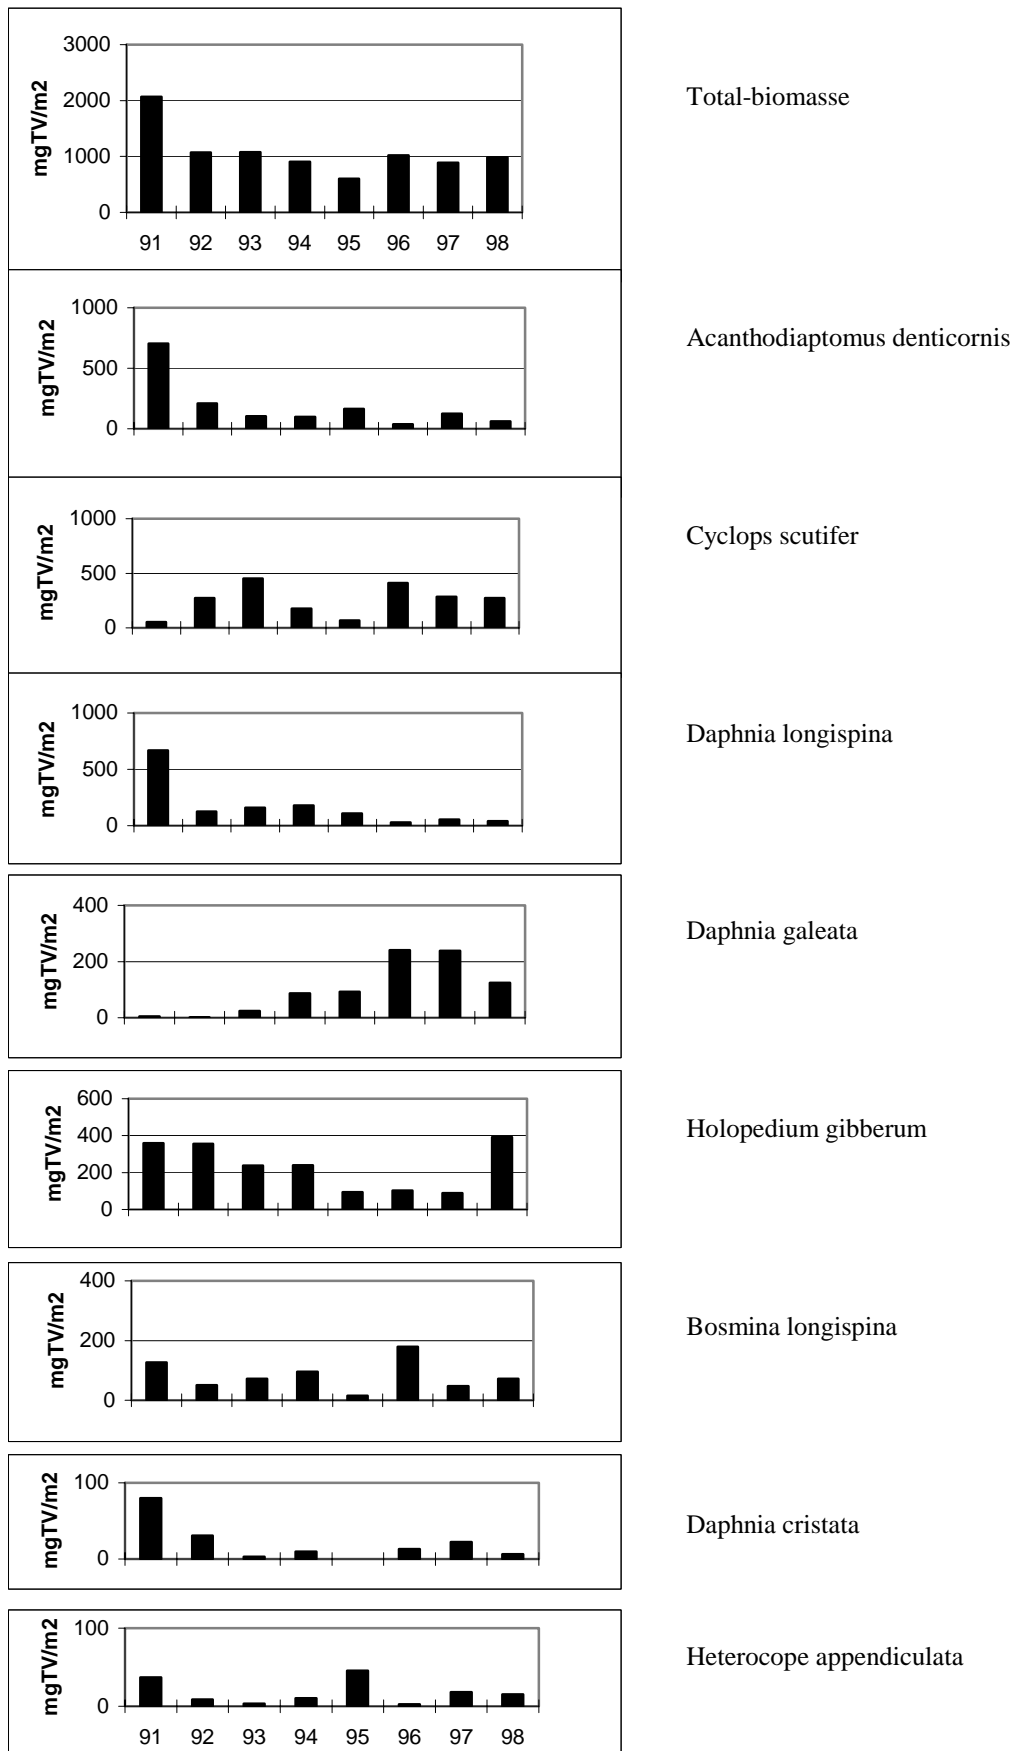 3000
2000
1000
0
mgTV/m2
91 92 93 94 95 96 97 98
Total-biomasse
1000
500
0
mgTV/m2
Acanthodiaptomus denticornis
1000
500
0
mgTV/m2
Cyclops scutifer
1000
500
0
mgTV/m2
Daphnia longispina
400
200
0
mgTV/m2
Daphnia galeata
600
400
200
0
mgTV/m2
Holopedium gibberum
400
200
0
mgTV/m2
Bosmina longispina
100
0
mgTV/m2
Daphnia cristata
100
0
mgTV/m2
91 92 93 94 95 96 97 98
Heterocope appendiculata